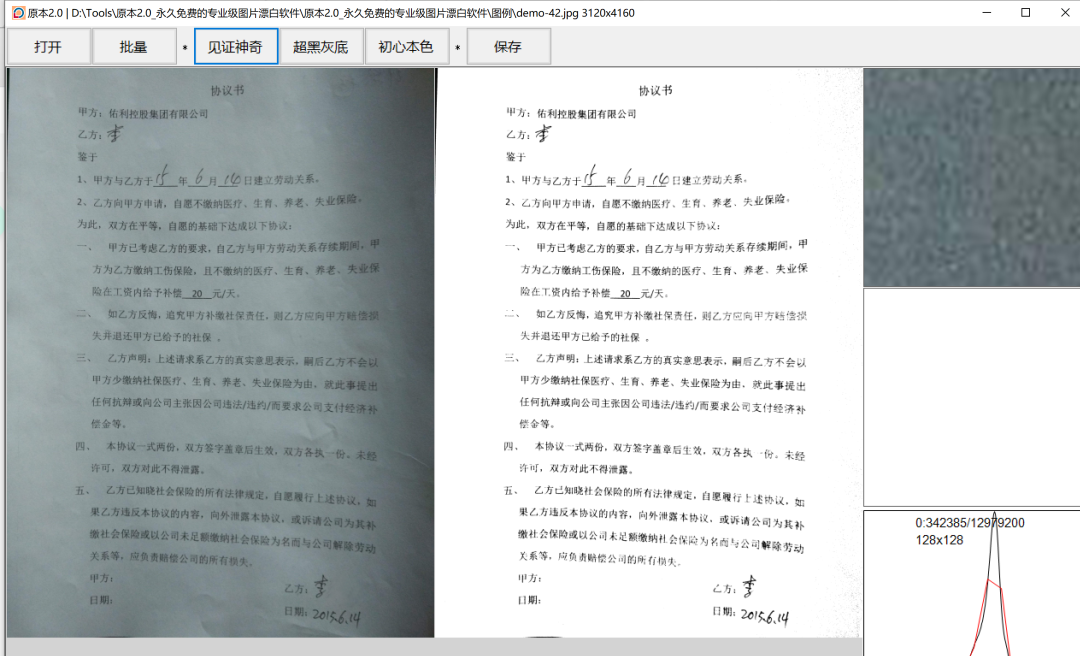 原本2.0 | D:\Tools\原本2.0_永久免费的专业级图片漂白软件\原本2.0_永久免费的专业级图片漂白软件\图例\demo-42.jpg 3120x4160
打开 批量 * 见证神奇 超黑灰底 初心本色 * 保存
协议书
甲方：佑利控股集团有限公司
乙方：李
鉴于
1、甲方与乙方于15年6月14日建立劳动关系。
2、乙方向甲方申请，自愿不缴纳医疗、生育、养老、失业保险。
为此，双方在平等，自愿的基础下达成以下协议：
一、 甲方已考虑乙方的要求，自乙方与甲方劳动关系存续期间，甲
方为乙方缴纳工伤保险，且不缴纳的医疗、生育、养老、失业保
险在工资内给予补偿 20 元/天。
二、 如乙方反悔，追究甲方补缴社保责任，则乙方应向甲方赔偿损
失并退还甲方已给予的社保 。
三、 乙方声明：上述请求系乙方的真实意思表示，嗣后乙方不会以
甲方少缴纳社保医疗、生育、养老、失业保险为由，就此事提出
任何抗辩或向公司主张因公司违法/违约/而要求公司支付经济补
偿金等。
四、 本协议一式两份，双方签字盖章后生效，双方各执一份。未经
许可，双方对此不得泄露。
五、 乙方已知晓社会保险的所有法律规定，自愿履行上述协议，如
果乙方违反本协议的内容，向外泄露本协议，或诉请公司为其补
缴社会保险或以公司未足额缴纳社会保险为名而与公司解除劳动
关系等，应负责赔偿公司的所有损失。
甲方：
乙方：李
日期：
日期：2015.6.14
协议书
甲方：佑利控股集团有限公司
乙方：李
鉴于
1、甲方与乙方于15年6月14日建立劳动关系。
2、乙方向甲方申请，自愿不缴纳医疗、生育、养老、失业保险。
为此，双方在平等，自愿的基础下达成以下协议：
一、 甲方已考虑乙方的要求，自乙方与甲方劳动关系存续期间，甲
方为乙方缴纳工伤保险，且不缴纳的医疗、生育、养老、失业保
险在工资内给予补偿 20 元/天。
二、 如乙方反悔，追究甲方补缴社保责任，则乙方应向甲方赔偿损
失并退还甲方已给予的社保 。
三、 乙方声明：上述请求系乙方的真实意思表示，嗣后乙方不会以
甲方少缴纳社保医疗、生育、养老、失业保险为由，就此事提出
任何抗辩或向公司主张因公司违法/违约/而要求公司支付经济补
偿金等。
四、 本协议一式两份，双方签字盖章后生效，双方各执一份。未经
许可，双方对此不得泄露。
五、 乙方已知晓社会保险的所有法律规定，自愿履行上述协议，如
果乙方违反本协议的内容，向外泄露本协议，或诉请公司为其补
缴社会保险或以公司未足额缴纳社会保险为名而与公司解除劳动
关系等，应负责赔偿公司的所有损失。
甲方：
乙方：李
日期：
日期：2015.6.14
0:342385/12979200
128x128